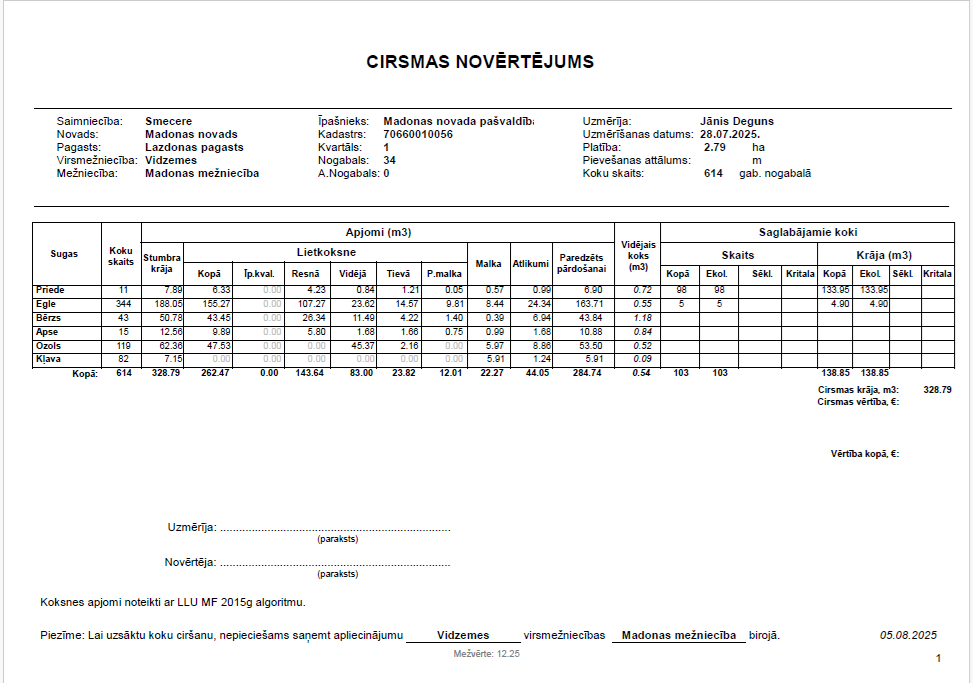 CIRSMAS NOVĒRTĒJUMS
Saimniecība: Smecere Īpašnieks: Madonas novada pašvaldība Uzmērīja: Jānis Deguns
Novads: Madonas novads Kadastrs: 70660010056 Uzmērīšanas datums: 28.07.2025.
Pagasts: Lazdonas pagasts Kvartāls: 1 Platība: 2.79 ha
Virsmežniecība: Vidzemes Nogabals: 34 Pievešanas attālums: m
Mežniecība: Madonas mežniecība A.Nogabals: 0 Koku skaits: 614 gab. nogabalā
Sugas Koku skaits Apjomi (m3) Vidējais koks (m3) Saglabājamie koki
Stumbra krāja Lietkoksne Malka Atlikumi Paredzēts pārdošanai Skaits Krāja (m3)
Kopā Īp.kval. Resnā Vidējā Tievā P.malka Kopā Ekol. Sēkl. Kritala Kopā Ekol. Sēkl. Kritala
Priede 11 7.89 6.33 0.00 4.23 0.84 1.21 0.05 0.57 0.99 6.90 0.72 98 98 133.95 133.95
Egle 344 188.05 155.27 0.00 107.27 23.62 14.57 9.81 8.44 24.34 163.71 0.55 5 5 4.90 4.90
Bērzs 43 50.78 43.45 0.00 26.34 11.49 4.22 1.40 0.39 6.94 43.84 1.18
Apse 15 12.56 9.89 0.00 5.80 1.68 1.66 0.75 0.99 1.68 10.88 0.84
Ozols 119 62.36 47.53 0.00 0.00 45.37 2.16 0.00 5.97 8.86 53.50 0.52
Kļava 82 7.15 0.00 0.00 0.00 0.00 0.00 0.00 5.91 1.24 5.91 0.09
Kopā: 614 328.79 262.47 0.00 143.64 83.00 23.82 12.01 22.27 44.05 284.74 0.54 103 103 138.85 138.85
Cirsmas krāja, m3: 328.79
Cirsmas vērtība, €:
Vērtība kopā, €:
Uzmērīja: ..........................................................................
(paraksts)
Novērtēja: ..........................................................................
(paraksts)
Koksnes apjomi noteikti ar LLU MF 2015g algoritmu.
Piezīme: Lai uzsāktu koku ciršanu, nepieciešams saņemt apliecinājumu Vidzemes virsmežniecības Madonas mežniecība birojā. 05.08.2025
Mežvērte: 12.25
1